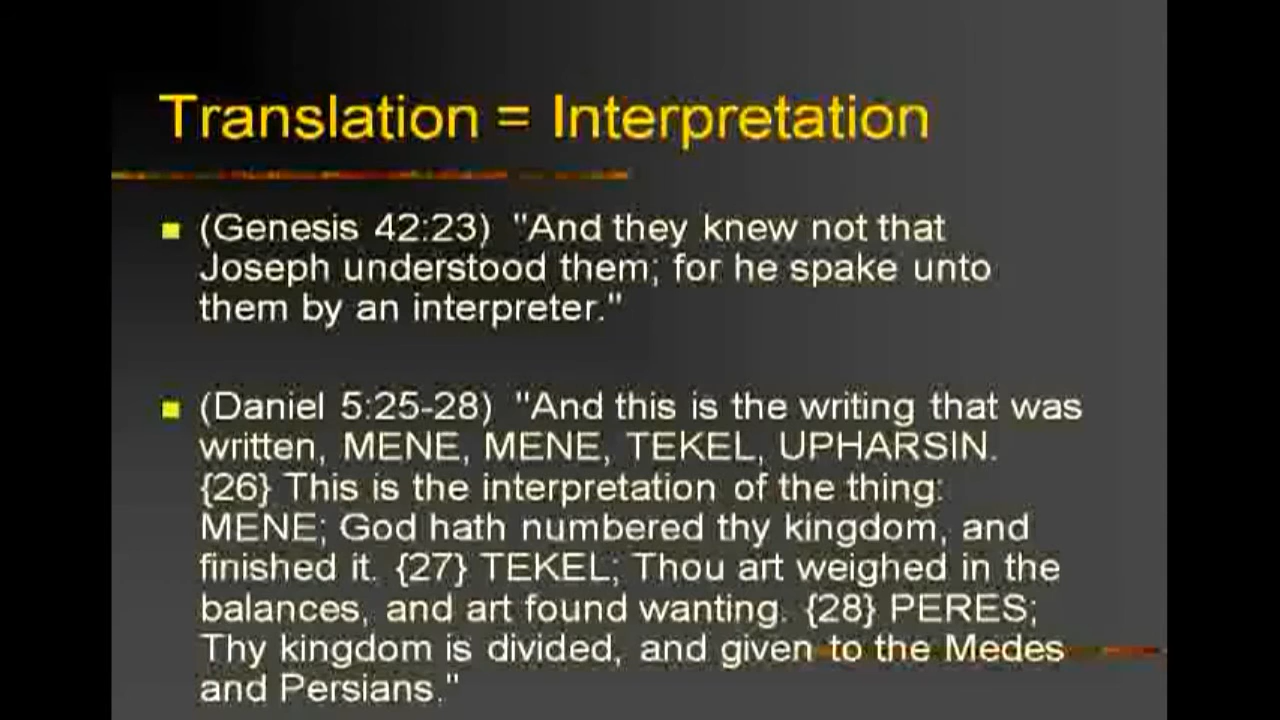 Translation = Interpretation
(Genesis 42:23) "And they knew not that
Joseph understood them; for he spake unto
them by an interpreter."
(Daniel 5:25-28) "And this is the writing that was
written, MENE, MENE, TEKEL, UPHARSIN.
{26} This is the interpretation of the thing:
MENE; God hath numbered thy kingdom, and
finished it. {27} TEKEL; Thou art weighed in the
balances, and art found wanting. {28} PERES;
Thy kingdom is divided, and given to the Medes
and Persians."